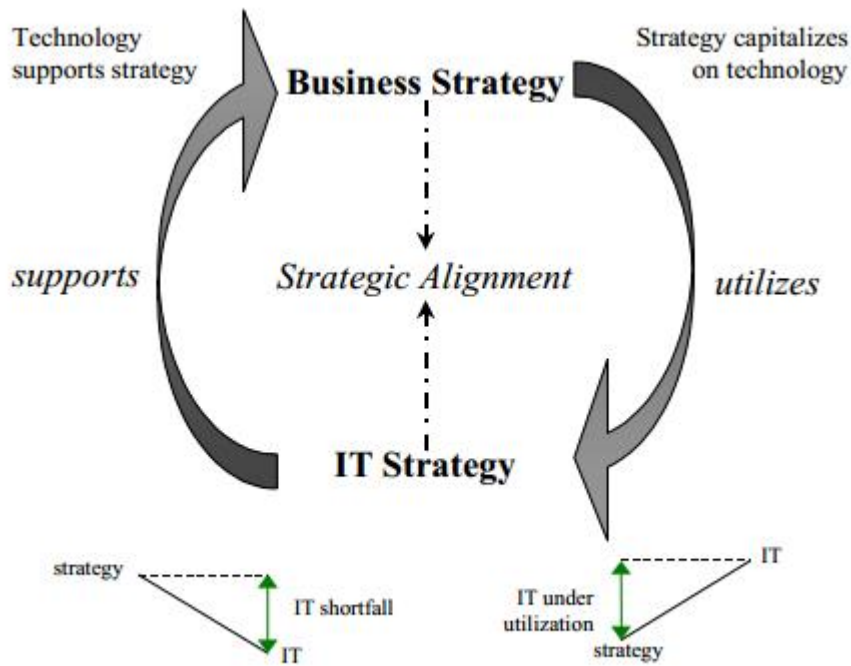 Technology
supports strategy
Strategy capitalizes
on technology
Business Strategy
supports
Strategic Alignment
utilizes
IT Strategy
strategy
IT shortfall
IT
IT
IT under
utilization
strategy